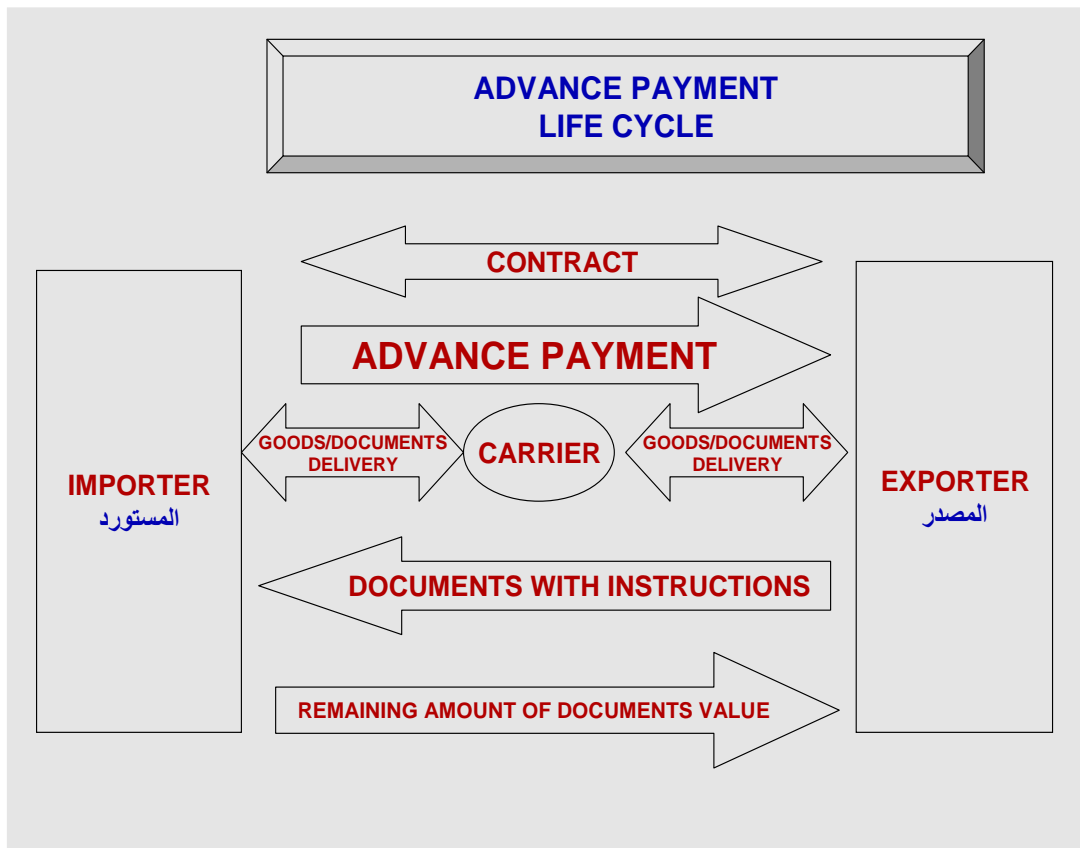 ADVANCE PAYMENT
LIFE CYCLE
CONTRACT
ADVANCE PAYMENT
GOODS/DOCUMENTS
DELIVERY
CARRIER
GOODS/DOCUMENTS
DELIVERY
IMPORTER
المستورد
EXPORTER
المصدر
DOCUMENTS WITH INSTRUCTIONS
REMAINING AMOUNT OF DOCUMENTS VALUE